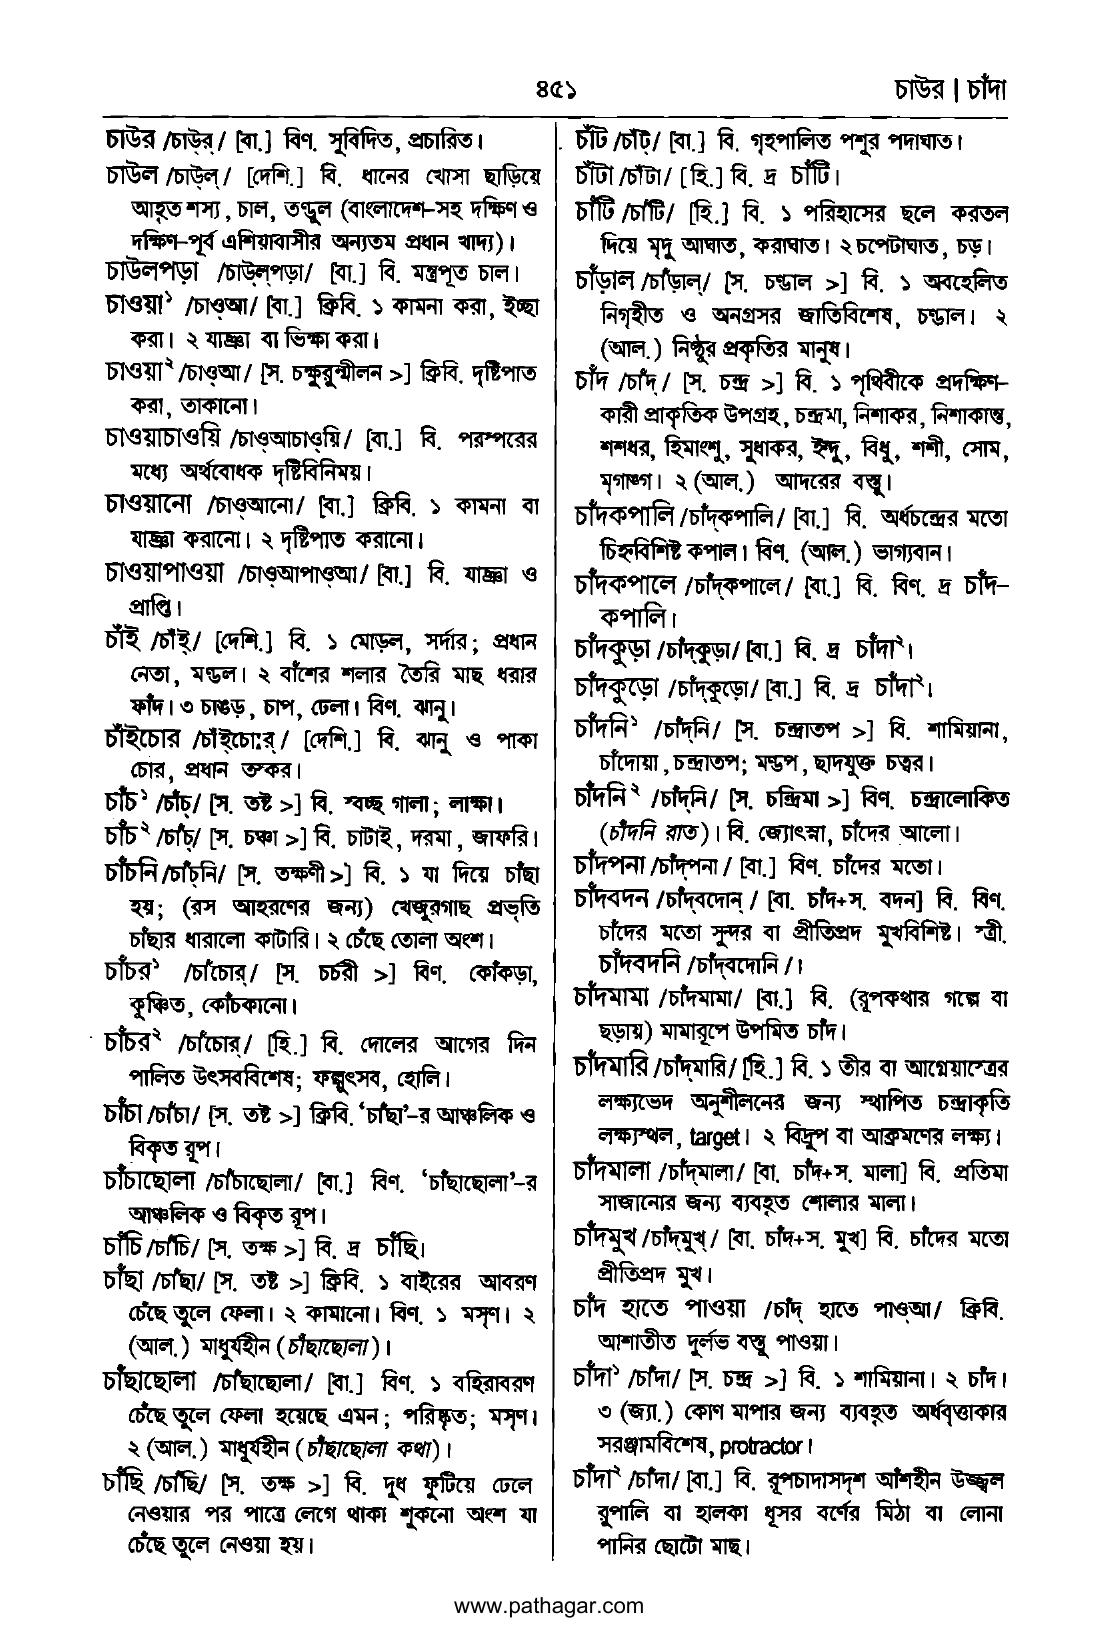 ৪৫১
চাউর | চাঁদা
চাউর /চাউ্‌র্/ [বা.] বিণ. সুবিদিত, প্রচারিত।
চাউল /চাউ্‌ল্/ [দেশি.] বি. ধানের খোসা ছাড়িয়ে
আহৃত শস্য, চাল, তণ্ডুল (বাংলাদেশ-সহ দক্ষিণ ও
দক্ষিণ-পূর্ব এশিয়াবাসীর অন্যতম প্রধান খাদ্য)।
চাউলপড়া /চাউ্‌ল্‌পড়া/ [বা.] বি. মন্ত্রপূত চাল।
চাওয়া১ /চাও্‌আ/ [বা.] ক্রিবি. ১ কামনা করা, ইচ্ছা
করা। ২ যাচ্ঞা বা ভিক্ষা করা।
চাওয়া২ /চাও্‌আ/ [স. চক্ষুরুন্মীলন >] ক্রিবি. দৃষ্টিপাত
করা, তাকানো।
চাওয়াচাওয়ি /চাও্‌আচাও্‌য়ি/ [বা.] বি. পরস্পরের
মধ্যে অর্থবোধক দৃষ্টিবিনিময়।
চাওয়ানো /চাও্‌আনো/ [বা.] ক্রিবি. ১ কামনা বা
যাচ্ঞা করানো। ২ দৃষ্টিপাত করানো।
চাওয়াপাওয়া /চাও্‌আপাও্‌আ/ [বা.] বি. যাচ্ঞা ও
প্রাপ্তি।
চাঁই /চাঁই্/ [দেশি.] বি. ১ মোড়ল, সর্দার; প্রধান
নেতা, মণ্ডল। ২ বাঁশের শলার তৈরি মাছ ধরার
ফাঁদ। ৩ চাঙড়, চাপ, ঢেলা। বিণ. ঝানু।
চাঁইচোর /চাঁই্‌চো:র্/ [দেশি.] বি. ঝানু ও পাকা
চোর, প্রধান তস্কর।
চাঁচ১ /চাঁচ্/ [স. তষ্ট >] বি. স্বচ্ছ গালা; লাক্ষা।
চাঁচ২ /চাঁচ্/ [স. চঞ্চা >] বি. চাটাই, দরমা, জাফরি।
চাঁচনি /চাঁচ্‌নি/ [স. তক্ষণী >] বি. ১ যা দিয়ে চাঁছা
হয়; (রস আহরণের জন্য) খেজুরগাছ প্রভৃতি
চাঁছার ধারালো কাটারি। ২ চেঁছে তোলা অংশ।
চাঁচর১ /চাঁচোর্/ [স. চর্চরী >] বিণ. কোঁকড়া,
কুঞ্চিত, কোঁচকানো।
চাঁচর২ /চাঁচোর্/ [হি.] বি. দোলের আগের দিন
পালিত উৎসববিশেষ; ফল্গুৎসব, হোলি।
চাঁচা /চাঁচা/ [স. তষ্ট >] ক্রিবি. ‘চাঁছা’-র আঞ্চলিক ও
বিকৃত রূপ।
চাঁচাছোলা /চাঁচাছোলা/ [বা.] বিণ. ‘চাঁছাছোলা’-র
আঞ্চলিক ও বিকৃত রূপ।
চাঁচি /চাঁচি/ [স. তক্ষ >] বি. দ্র চাঁছি।
চাঁছা /চাঁছা/ [স. তষ্ট >] ক্রিবি. ১ বাইরের আবরণ
চেঁছে তুলে ফেলা। ২ কামানো। বিণ. ১ মসৃণ। ২
(আল.) মাধুর্যহীন (চাঁছাছোলা)।
চাঁছাছোলা /চাঁছাছোলা/ [বা.] বিণ. ১ বহিরাবরণ
চেঁছে তুলে ফেলা হয়েছে এমন; পরিষ্কৃত; মসৃণ।
২ (আল.) মাধুর্যহীন (চাঁছাছোলা কথা)।
চাঁছি /চাঁছি/ [স. তক্ষ >] বি. দুধ ফুটিয়ে ঢেলে
নেওয়ার পর পাত্রে লেগে থাকা শুকনো অংশ যা
চেঁছে তুলে নেওয়া হয়।
চাঁট /চাঁট্/ [বা.] বি. গৃহপালিত পশুর পদাঘাত।
চাঁটা /চাঁটা/ [হি.] বি. দ্র চাঁটি।
চাঁটি /চাঁটি/ [হি.] বি. ১ পরিহাসের ছলে করতল
দিয়ে মৃদু আঘাত, করাঘাত। ২ চপেটাঘাত, চড়।
চাঁড়াল /চাঁড়াল্/ [স. চণ্ডাল >] বি. ১ অবহেলিত
নিগৃহীত ও অনগ্রসর জাতিবিশেষ, চণ্ডাল। ২
(আল.) নিষ্ঠুর প্রকৃতির মানুষ।
চাঁদ /চাঁদ্/ [স. চন্দ্র >] বি. ১ পৃথিবীকে প্রদক্ষিণ-
কারী প্রাকৃতিক উপগ্রহ, চন্দ্রমা, নিশাকর, নিশাকান্ত,
শশধর, হিমাংশু, সুধাকর, ইন্দু, বিধু, শশী, সোম,
মৃগাঙ্গ। ২ (আল.) আদরের বস্তু।
চাঁদকপালি /চাঁদ্‌কপালি/ [বা.] বি. অর্ধচন্দ্রের মতো
চিহ্নবিশিষ্ট কপাল। বিণ. (আল.) ভাগ্যবান।
চাঁদকপালে /চাঁদ্‌কপালে/ [বা.] বি. বিণ. দ্র চাঁদ-
কপালি।
চাঁদকুড়া /চাঁদ্‌কুড়া/ [বা.] বি. দ্র চাঁদা২।
চাঁদকুড়ো /চাঁদ্‌কুড়ো/ [বা.] বি. দ্র চাঁদা২।
চাঁদনি১ /চাঁদ্‌নি/ [স. চন্দ্রাতপ >] বি. শামিয়ানা,
চাঁদোয়া, চন্দ্রাতপ; মণ্ডপ, ছাদযুক্ত চত্বর।
চাঁদনি২ /চাঁদ্‌নি/ [স. চন্দ্রিমা >] বিণ. চন্দ্রালোকিত
(চাঁদনি রাত)। বি. জ্যোৎস্না, চাঁদের আলো।
চাঁদপনা /চাঁদ্‌পনা/ [বা.] বিণ. চাঁদের মতো।
চাঁদবদন /চাঁদ্‌বদোন্/ [বা. চাঁদ+স. বদন] বি. বিণ.
চাঁদের মতো সুন্দর বা প্রীতিপ্রদ মুখবিশিষ্ট। স্ত্রী.
চাঁদবদনি /চাঁদ্‌বদোনি/।
চাঁদমামা /চাঁদ্‌মামা/ [বা.] বি. (রূপকথার গল্পে বা
ছড়ায়) মামারূপে উপমিত চাঁদ।
চাঁদমারি /চাঁদ্‌মারি/ [হি.] বি. ১ তীর বা আগ্নেয়াস্ত্রের
লক্ষ্যভেদ অনুশীলনের জন্য স্থাপিত চন্দ্রাকৃতি
লক্ষ্যস্থল, target। ২ বিদ্রুপ বা আক্রমণের লক্ষ্য।
চাঁদমালা /চাঁদ্‌মালা/ [বা. চাঁদ+স. মালা] বি. প্রতিমা
সাজানোর জন্য ব্যবহৃত শোলার মালা।
চাঁদমুখ /চাঁদ্‌মুখ্/ [বা. চাঁদ+স. মুখ] বি. চাঁদের মতো
প্রীতিপ্রদ মুখ।
চাঁদ হাতে পাওয়া /চাঁদ্ হাতে পাও্‌আ/ ক্রিবি.
আশাতীত দুর্লভ বস্তু পাওয়া।
চাঁদা১ /চাঁদা/ [স. চন্দ্র >] বি. ১ শামিয়ানা। ২ চাঁদ।
৩ (জ্যা.) কোণ মাপার জন্য ব্যবহৃত অর্ধবৃত্তাকার
সরঞ্জামবিশেষ, protractor।
চাঁদা২ /চাঁদা/ [বা.] বি. রূপচাদাসদৃশ আঁশহীন উজ্জ্বল
রুপালি বা হালকা ধূসর বর্ণের মিঠা বা লোনা
পানির ছোটো মাছ।
www.pathagar.com